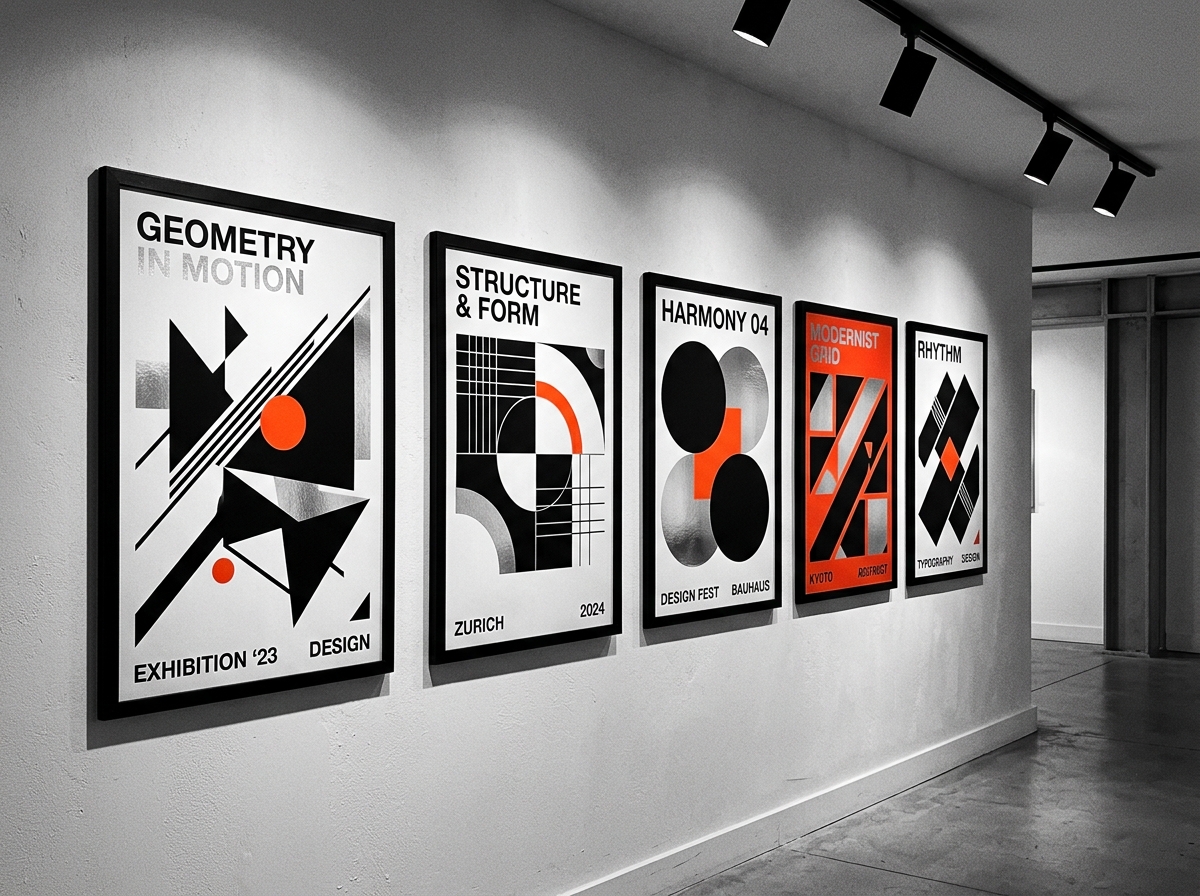 GEOMETRY
IN MOTION
EXHIBITION ‘23
DESIGN
STRUCTURE
& FORM
ZURICH
2024
HARMONY 04
DESIGN FEST
BAUHAUS
MODERNIST
KYOTO
RHYTHM
TYPOGRAPHY